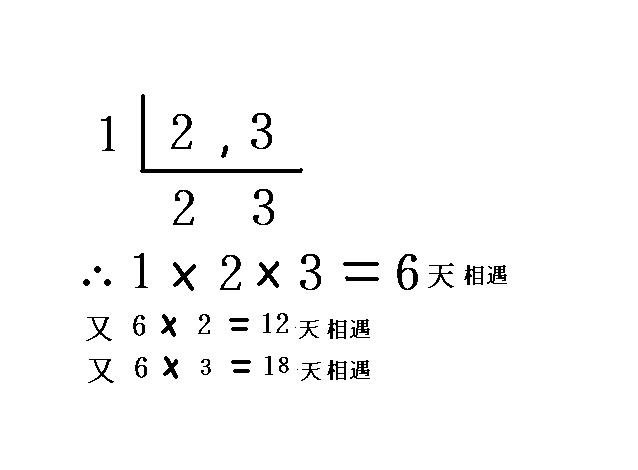 1 2 , 3
2 3
∴ 1 × 2 × 3 = 6 天 相遇
又 6 × 2 = 12 天 相遇
又 6 × 3 = 18 天 相遇